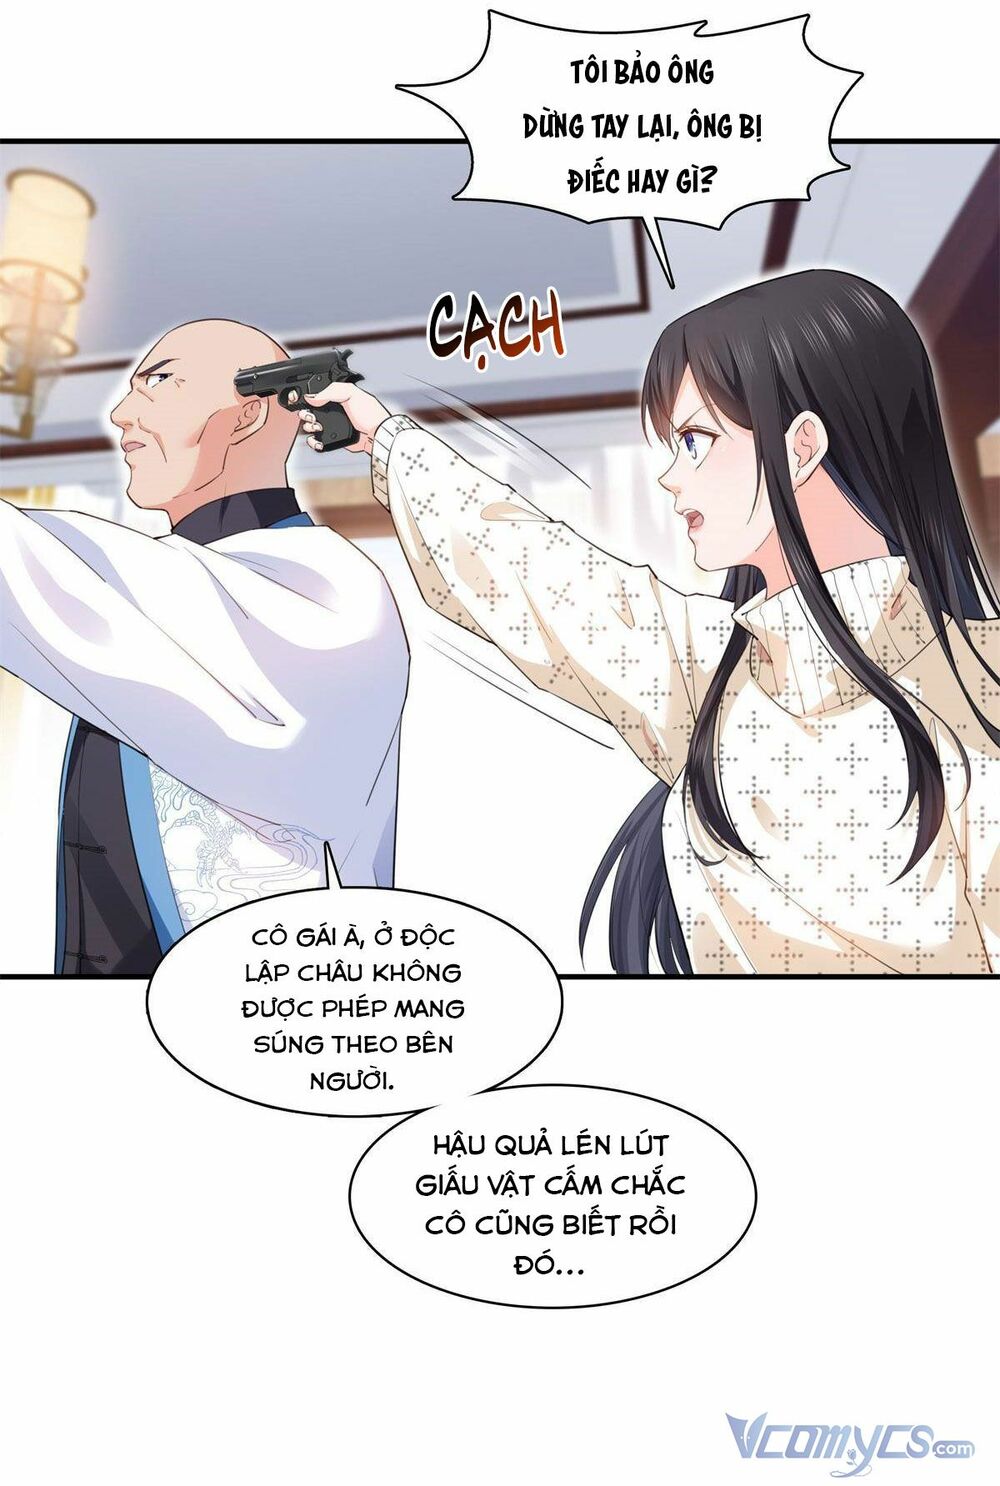 TÔI BẢO ÔNG
DỪNG TAY LẠI, ÔNG BỊ
ĐIẾC HAY GÌ?
CẠCH
CÔ GÁI À, Ở ĐỘC
LẬP CHÂU KHÔNG
ĐƯỢC PHÉP MANG
SÚNG THEO BÊN
NGƯỜI.
HẬU QUẢ LÉN LÚT
GIẤU VẬT CẤM CHẮC
CÔ CŨNG BIẾT RỒI
ĐÓ...
VCOMYCS.com